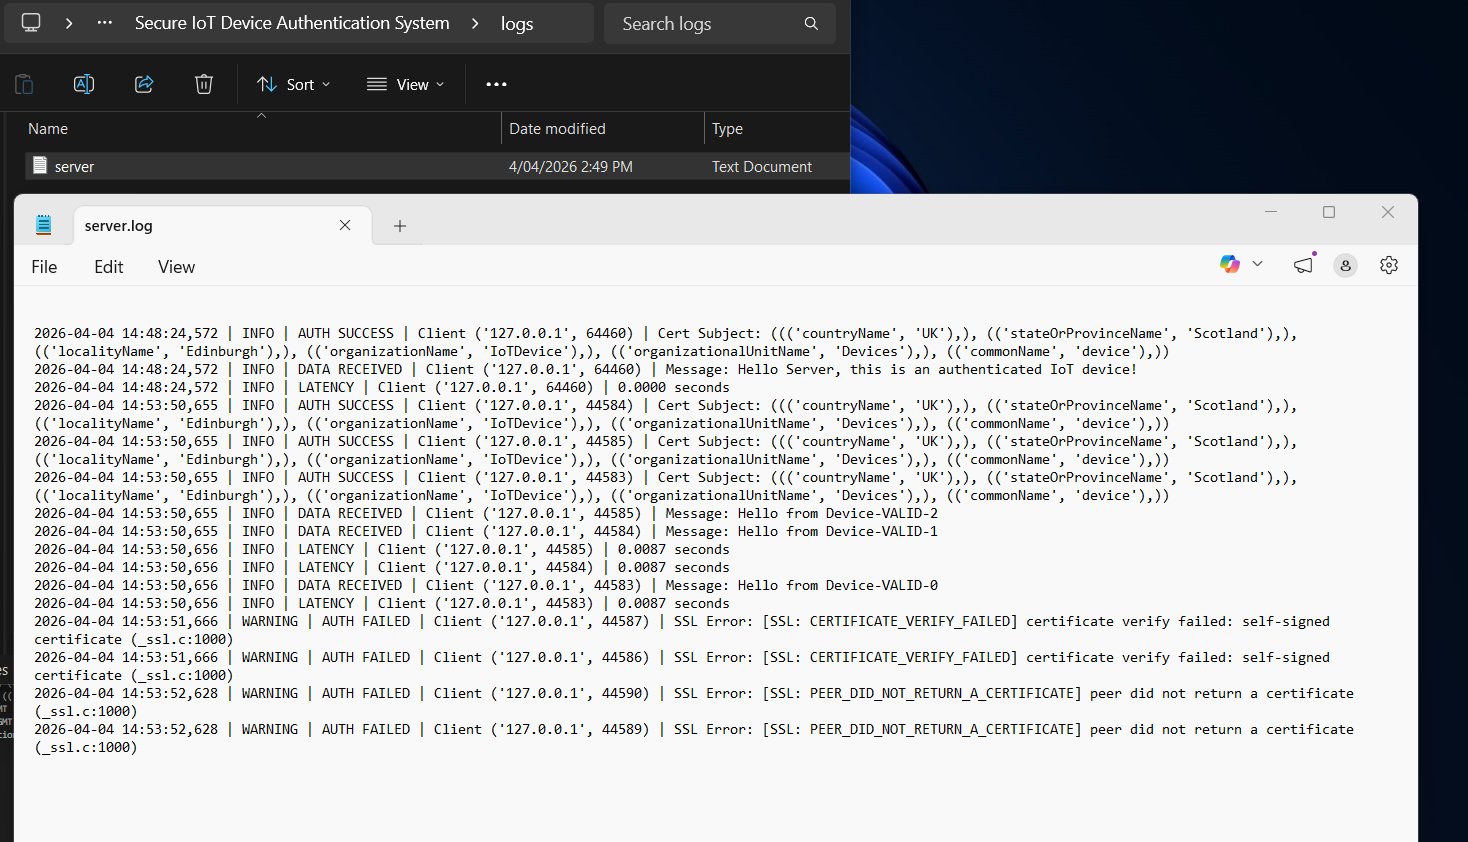 Secure IoT Device Authentication System > logs
Search logs
Sort
View
Name
Date modified
Type
server
4/04/2026 2:49 PM
Text Document
server.log
File
Edit
View
2026-04-04 14:48:24,572 | INFO | AUTH SUCCESS | Client ('127.0.0.1', 64460) | Cert Subject: ((('countryName', 'UK'),), (('stateOrProvinceName', 'Scotland'),),
(('localityName', 'Edinburgh'),), (('organizationName', 'IoTDevice'),), (('organizationalUnitName', 'Devices'),), (('commonName', 'device'),))
2026-04-04 14:48:24,572 | INFO | DATA RECEIVED | Client ('127.0.0.1', 64460) | Message: Hello Server, this is an authenticated IoT device!
2026-04-04 14:48:24,572 | INFO | LATENCY | Client ('127.0.0.1', 64460) | 0.0000 seconds
2026-04-04 14:53:50,655 | INFO | AUTH SUCCESS | Client ('127.0.0.1', 44584) | Cert Subject: ((('countryName', 'UK'),), (('stateOrProvinceName', 'Scotland'),),
(('localityName', 'Edinburgh'),), (('organizationName', 'IoTDevice'),), (('organizationalUnitName', 'Devices'),), (('commonName', 'device'),))
2026-04-04 14:53:50,655 | INFO | AUTH SUCCESS | Client ('127.0.0.1', 44585) | Cert Subject: ((('countryName', 'UK'),), (('stateOrProvinceName', 'Scotland'),),
(('localityName', 'Edinburgh'),), (('organizationName', 'IoTDevice'),), (('organizationalUnitName', 'Devices'),), (('commonName', 'device'),))
2026-04-04 14:53:50,655 | INFO | AUTH SUCCESS | Client ('127.0.0.1', 44583) | Cert Subject: ((('countryName', 'UK'),), (('stateOrProvinceName', 'Scotland'),),
(('localityName', 'Edinburgh'),), (('organizationName', 'IoTDevice'),), (('organizationalUnitName', 'Devices'),), (('commonName', 'device'),))
2026-04-04 14:53:50,655 | INFO | DATA RECEIVED | Client ('127.0.0.1', 44585) | Message: Hello from Device-VALID-2
2026-04-04 14:53:50,655 | INFO | DATA RECEIVED | Client ('127.0.0.1', 44584) | Message: Hello from Device-VALID-1
2026-04-04 14:53:50,656 | INFO | LATENCY | Client ('127.0.0.1', 44585) | 0.0087 seconds
2026-04-04 14:53:50,656 | INFO | LATENCY | Client ('127.0.0.1', 44584) | 0.0087 seconds
2026-04-04 14:53:50,656 | INFO | DATA RECEIVED | Client ('127.0.0.1', 44583) | Message: Hello from Device-VALID-0
2026-04-04 14:53:50,656 | INFO | LATENCY | Client ('127.0.0.1', 44583) | 0.0087 seconds
2026-04-04 14:53:51,666 | WARNING | AUTH FAILED | Client ('127.0.0.1', 44587) | SSL Error: [SSL: CERTIFICATE_VERIFY_FAILED] certificate verify failed: self-signed
certificate (_ssl.c:1000)
2026-04-04 14:53:51,666 | WARNING | AUTH FAILED | Client ('127.0.0.1', 44586) | SSL Error: [SSL: CERTIFICATE_VERIFY_FAILED] certificate verify failed: self-signed
certificate (_ssl.c:1000)
2026-04-04 14:53:52,628 | WARNING | AUTH FAILED | Client ('127.0.0.1', 44590) | SSL Error: [SSL: PEER_DID_NOT_RETURN_A_CERTIFICATE] peer did not return a certificate
(_ssl.c:1000)
2026-04-04 14:53:52,628 | WARNING | AUTH FAILED | Client ('127.0.0.1', 44589) | SSL Error: [SSL: PEER_DID_NOT_RETURN_A_CERTIFICATE] peer did not return a certificate
(_ssl.c:1000)